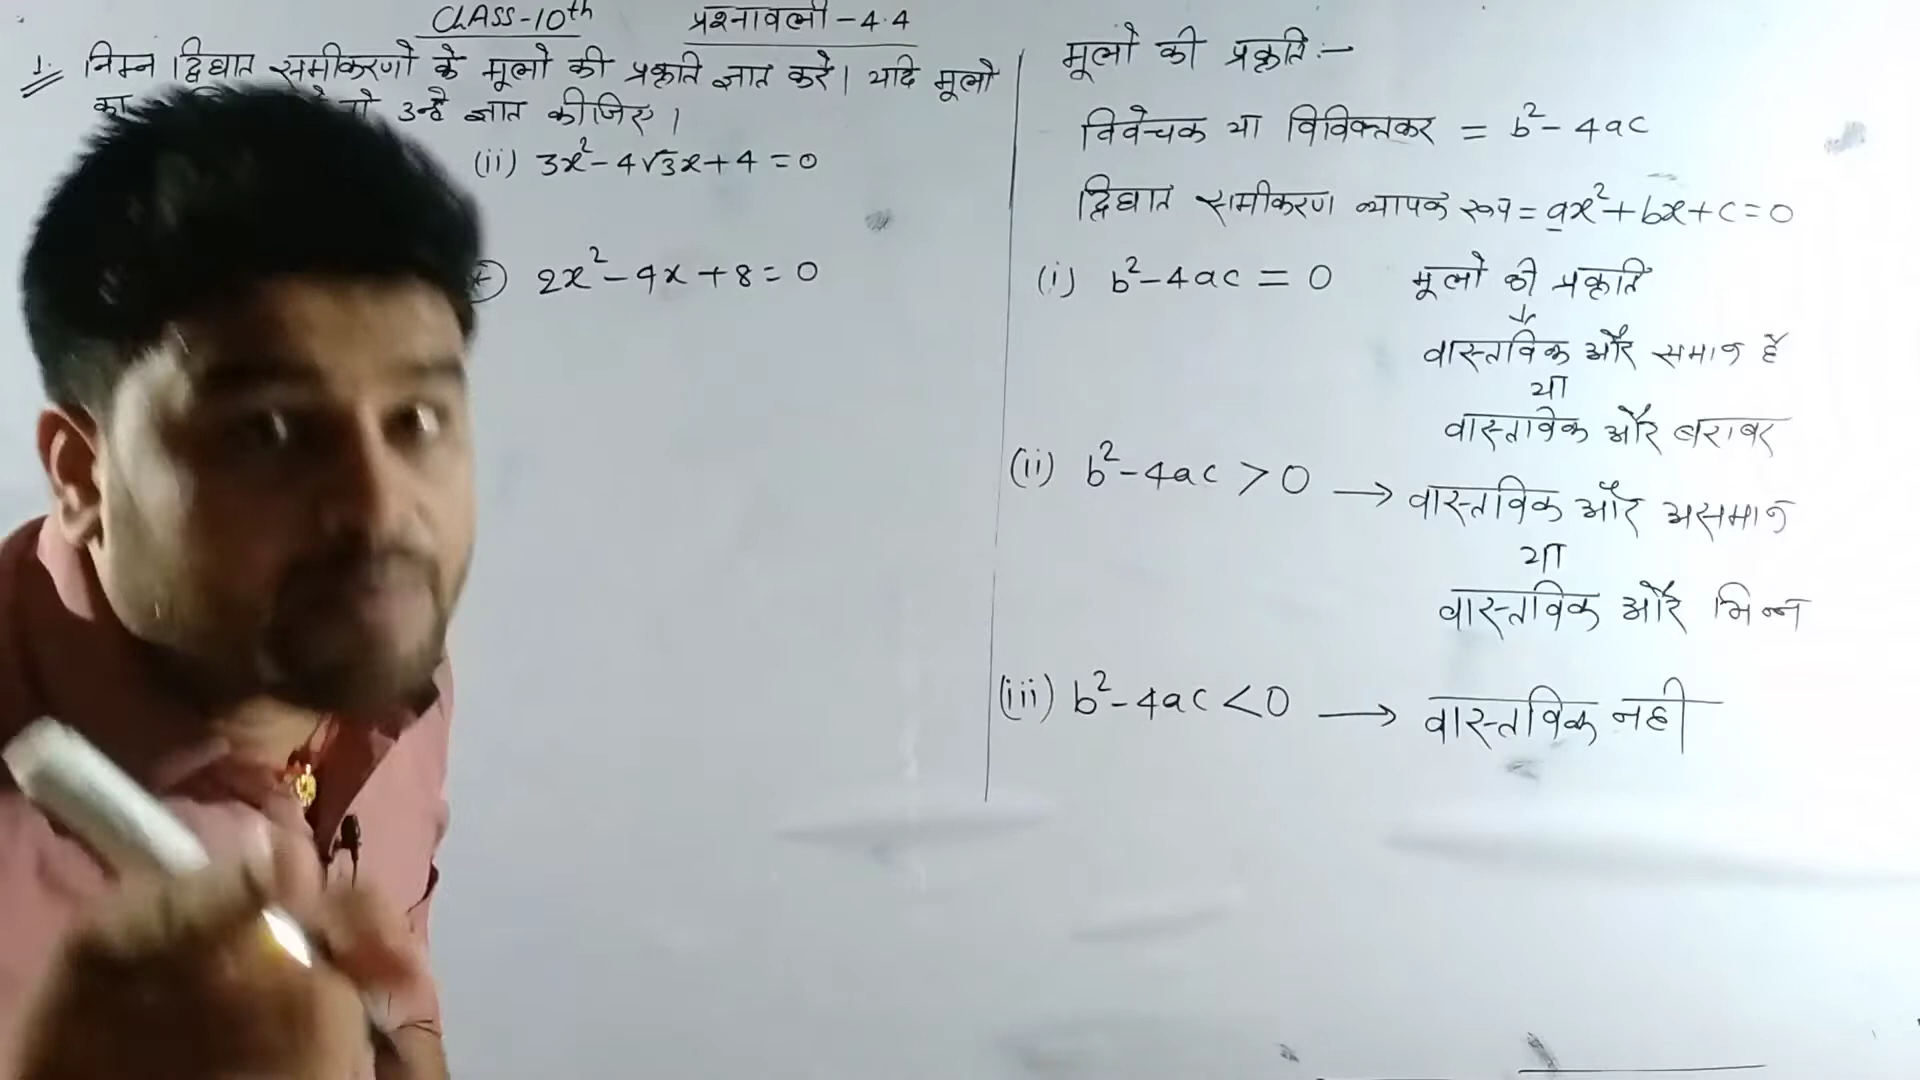 CLASS-10th प्रश्नावली-4.4
1. निम्न द्विघात समीकरणो के मूलो की प्रकृति ज्ञात करे। यदि मूलो
का तो उन्हे ज्ञात कीजिए।
(ii) 3x²-4√3x+4=0
2x²-4x+8=0
मूलो की प्रकृति:-
विवेचक या विविक्तकर = b²-4ac
द्विघात समीकरण व्यापक रूप = ax²+bx+c=0
(i) b²-4ac = 0 मूलो की प्रकृति
वास्तविक और समान है
या
वास्तविक और बराबर
(ii) b²-4ac > 0 → वास्तविक और असमान
या
वास्तविक और भिन्न
(iii) b²-4ac <0 → वास्तविक नही